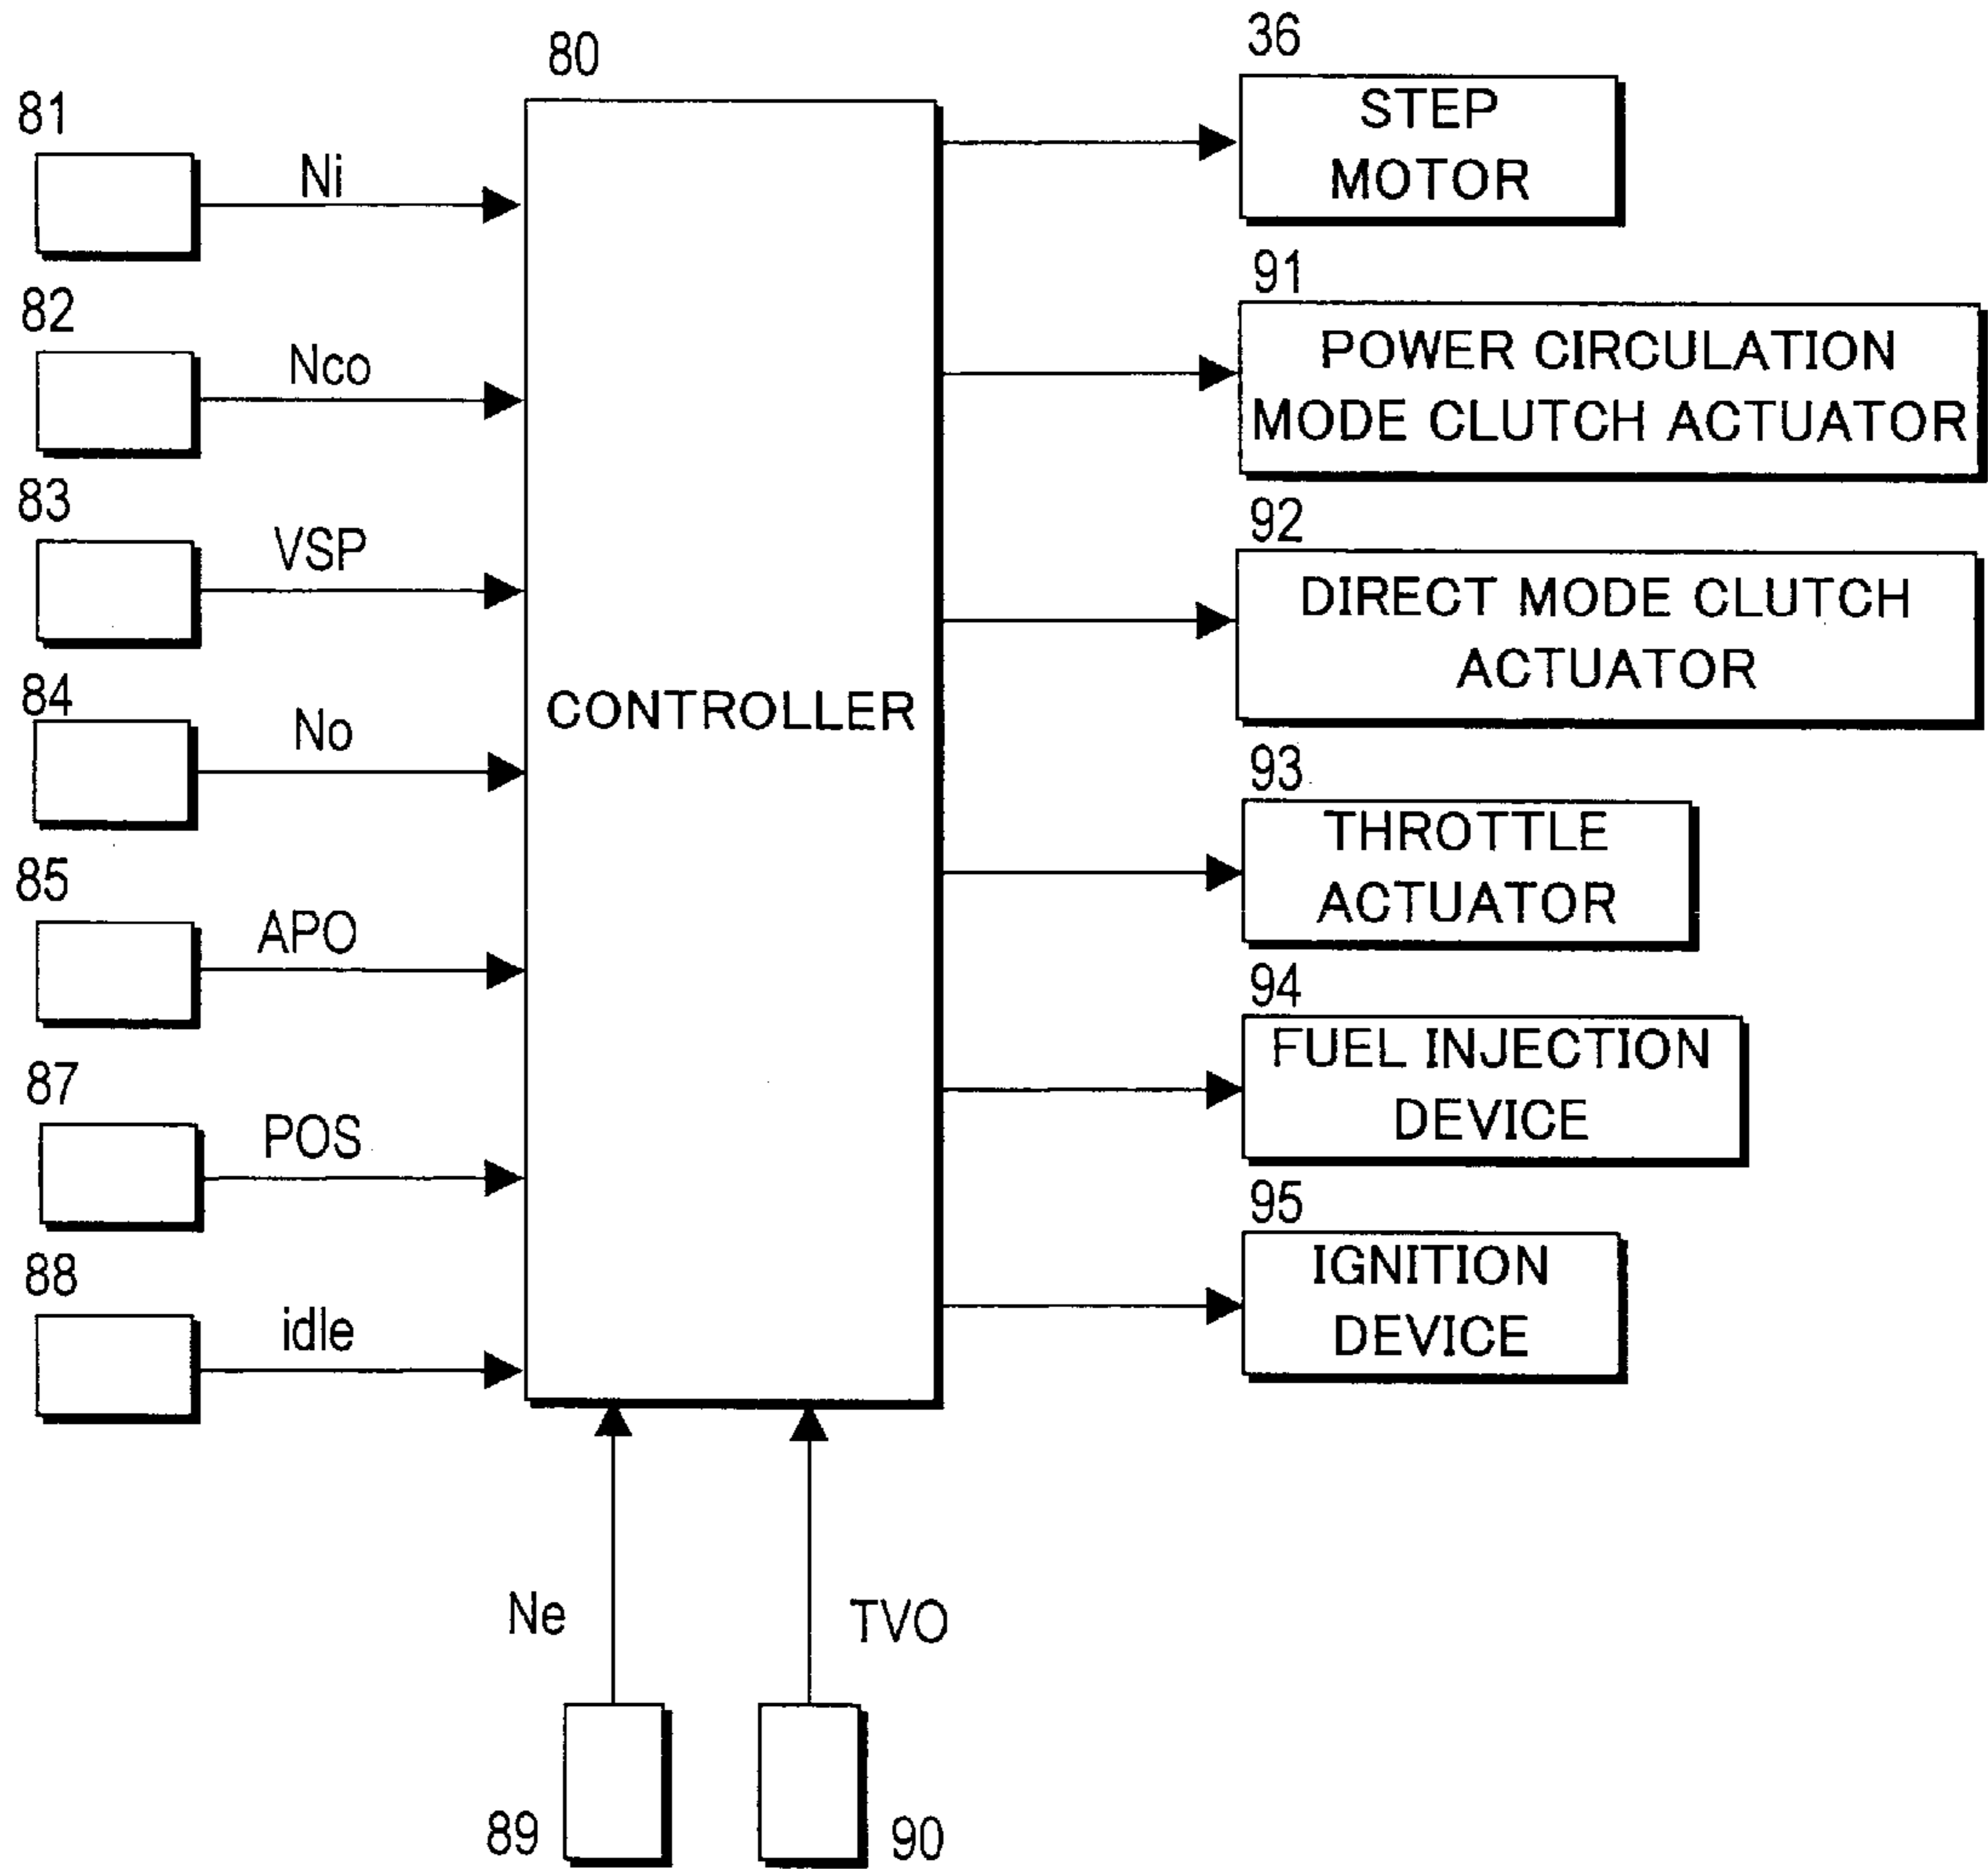 81
Ni
82
Nco
83
VSP
84
No
85
APO
87
POS
88
idle
80
CONTROLLER
Ne
89
TVO
90
36
STEP
MOTOR
91
POWER CIRCULATION
MODE CLUTCH ACTUATOR
92
DIRECT MODE CLUTCH
ACTUATOR
93
THROTTLE
ACTUATOR
94
FUEL INJECTION
DEVICE
95
IGNITION
DEVICE